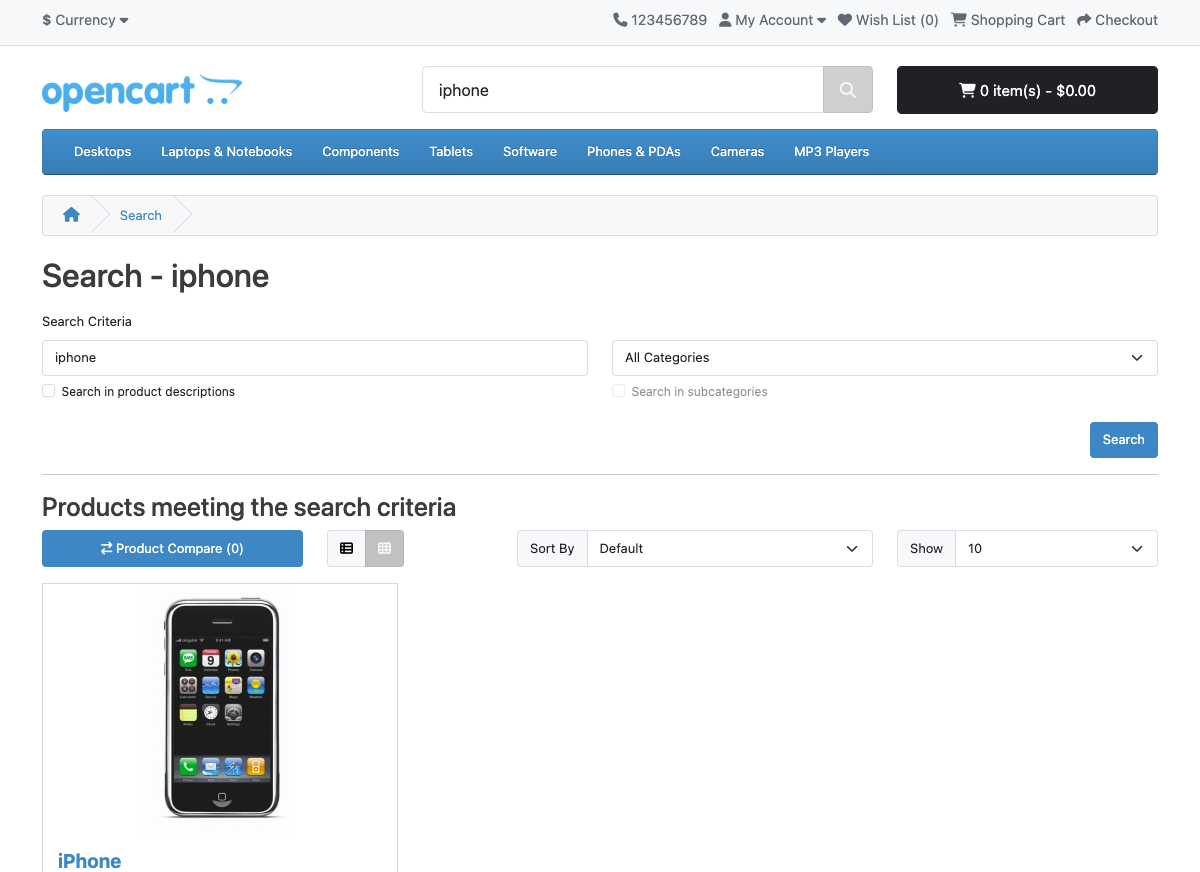 $ Currency
123456789 My Account Wish List (0) Shopping Cart Checkout
opencart
iphone
0 item(s) - $0.00
Desktops Laptops & Notebooks Components Tablets Software Phones & PDAs Cameras MP3 Players
Search
Search - iphone
Search Criteria
iphone
All Categories
Search in product descriptions
Search in subcategories
Search
Products meeting the search criteria
Product Compare (0)
Sort By Default
Show 10
iPhone